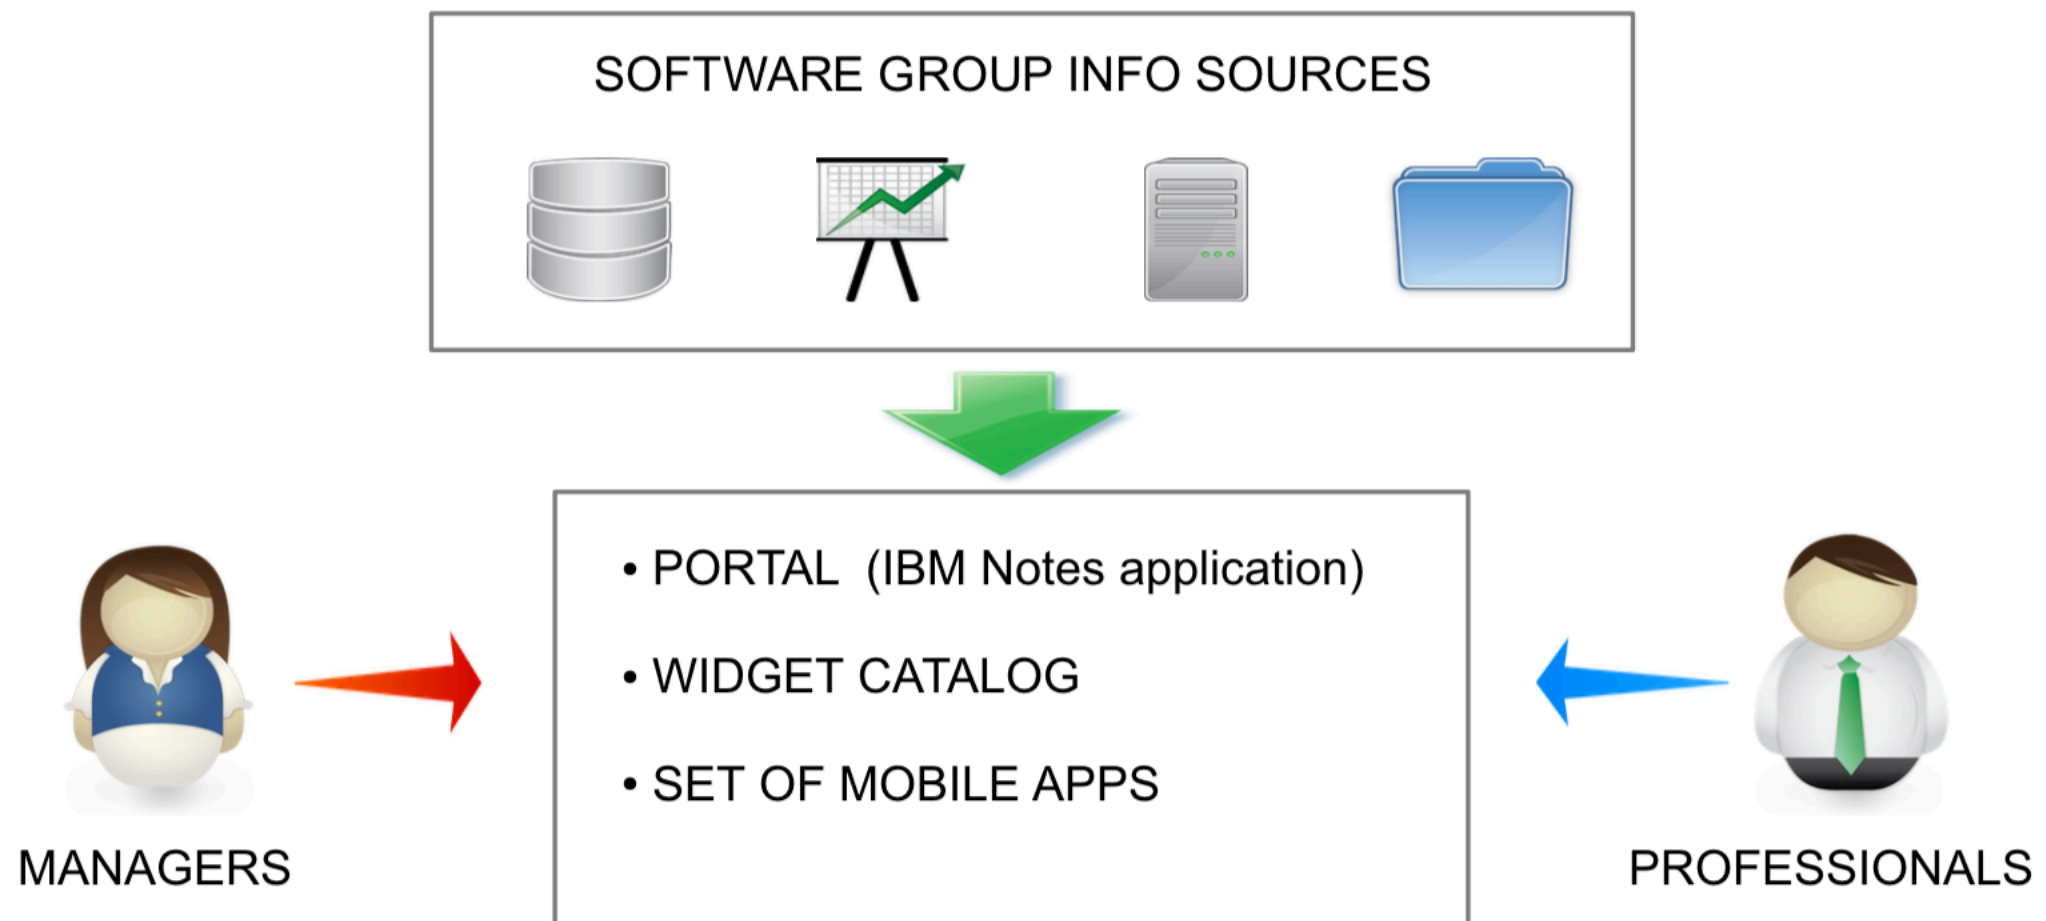 SOFTWARE GROUP INFO SOURCES
• PORTAL  (IBM Notes application)
• WIDGET CATALOG
• SET OF MOBILE APPS
MANAGERS
PROFESSIONALS